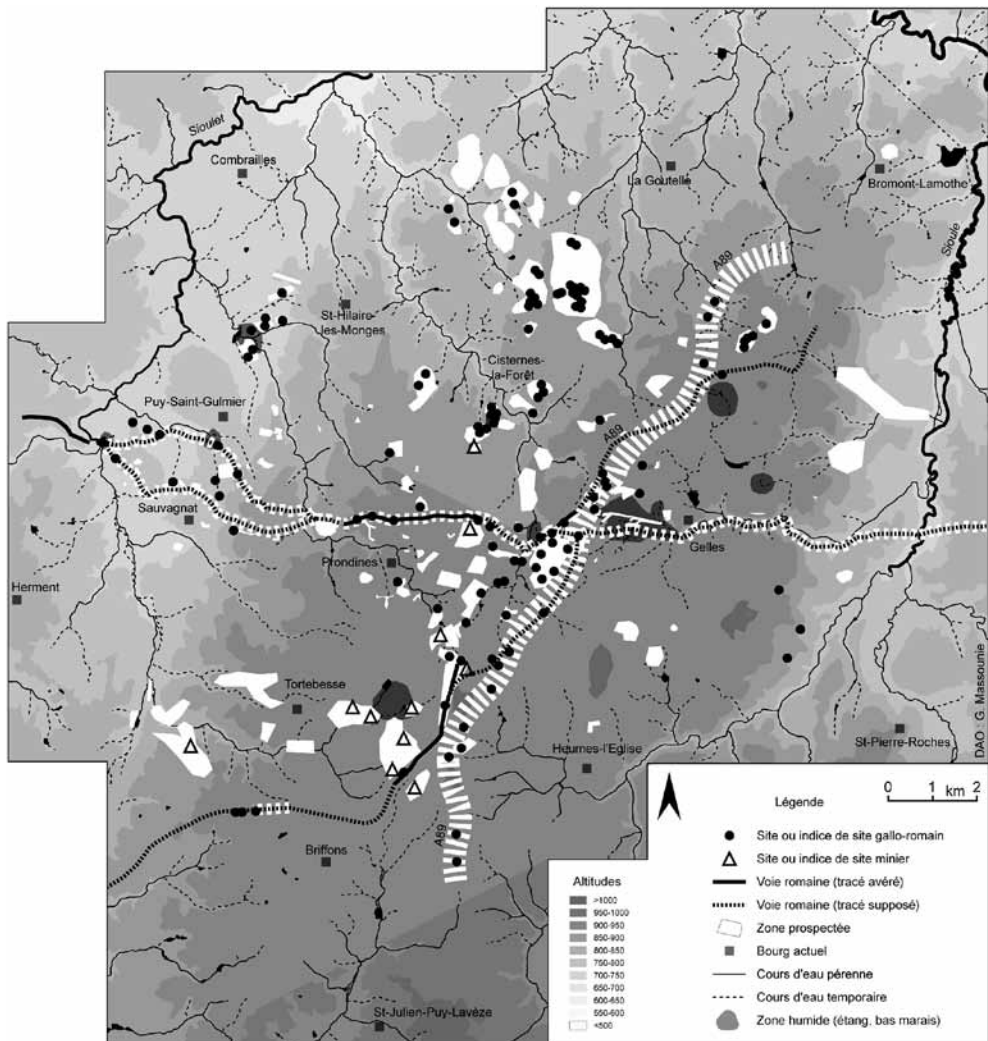 Sioulet
Combrailles
La Goutelle
Bromont-Lamothe
Sioule
A89
St-Hilaire-
les-Monges
Cisternes-
la-Forêt
Puy-Saint-Gulmier
A89
Sauvagnat
Gelles
Prondines
Herment
Tortebesse
Heumes-l'Eglise
St-Pierre-Roches
DAO : G. Massounie
A89
Briffons
St-Julien-Puy-Lavèze
Légende
0 1 2
km
Site ou indice de site gallo-romain
Site ou indice de site minier
Voie romaine (tracé avéré)
Voie romaine (tracé supposé)
Zone prospectée
Bourg actuel
Cours d'eau pérenne
Cours d'eau temporaire
Zone humide (étang, bas marais)
Altitudes
>1000
950-1000
900-950
850-900
800-850
750-800
700-750
650-700
600-650
550-600